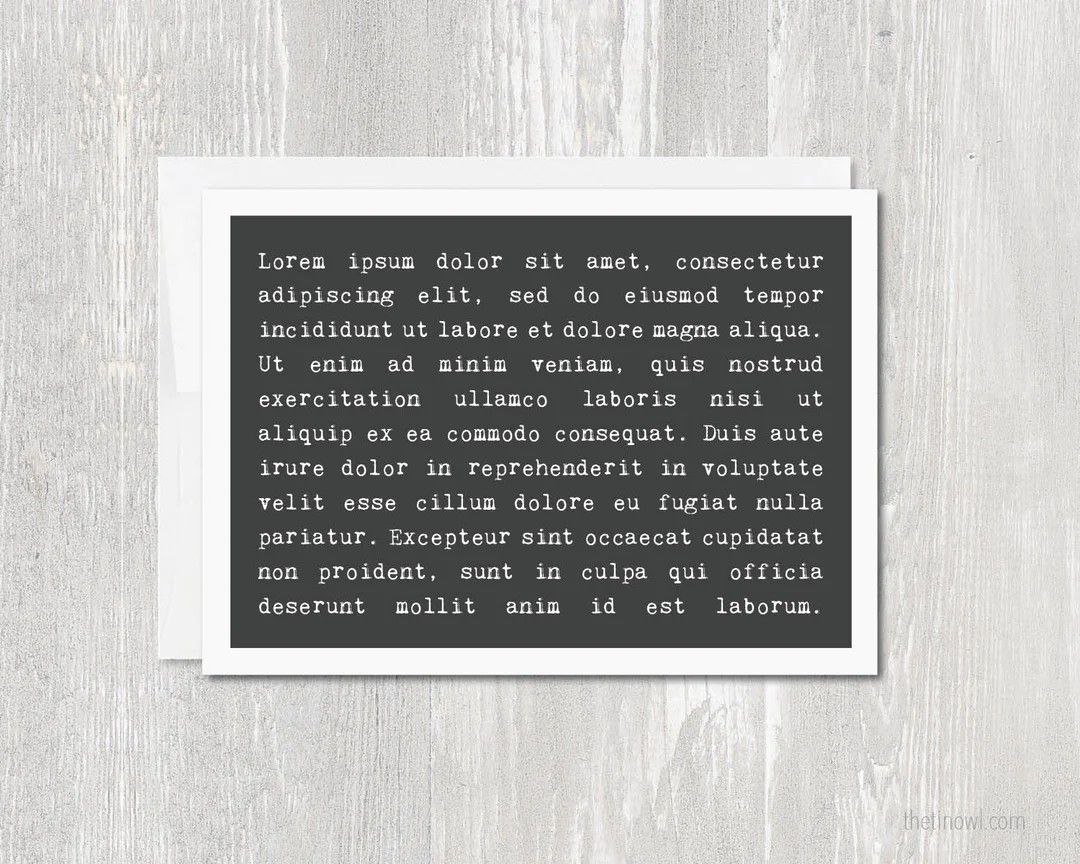 Lorem ipsum dolor sit amet, consectetur
adipiscing elit, sed do eiusmod tempor
incididunt ut labore et dolore magna aliqua.
Ut enim ad minim veniam, quis nostrud
exercitation ullamco laboris nisi ut
aliquip ex ea commodo consequat. Duis aute
irure dolor in reprehenderit in voluptate
velit esse cillum dolore eu fugiat nulla
pariatur. Excepteur sint occaecat cupidatat
non proident, sunt in culpa qui officia
deserunt mollit anim id est laborum.
thetinowl.com